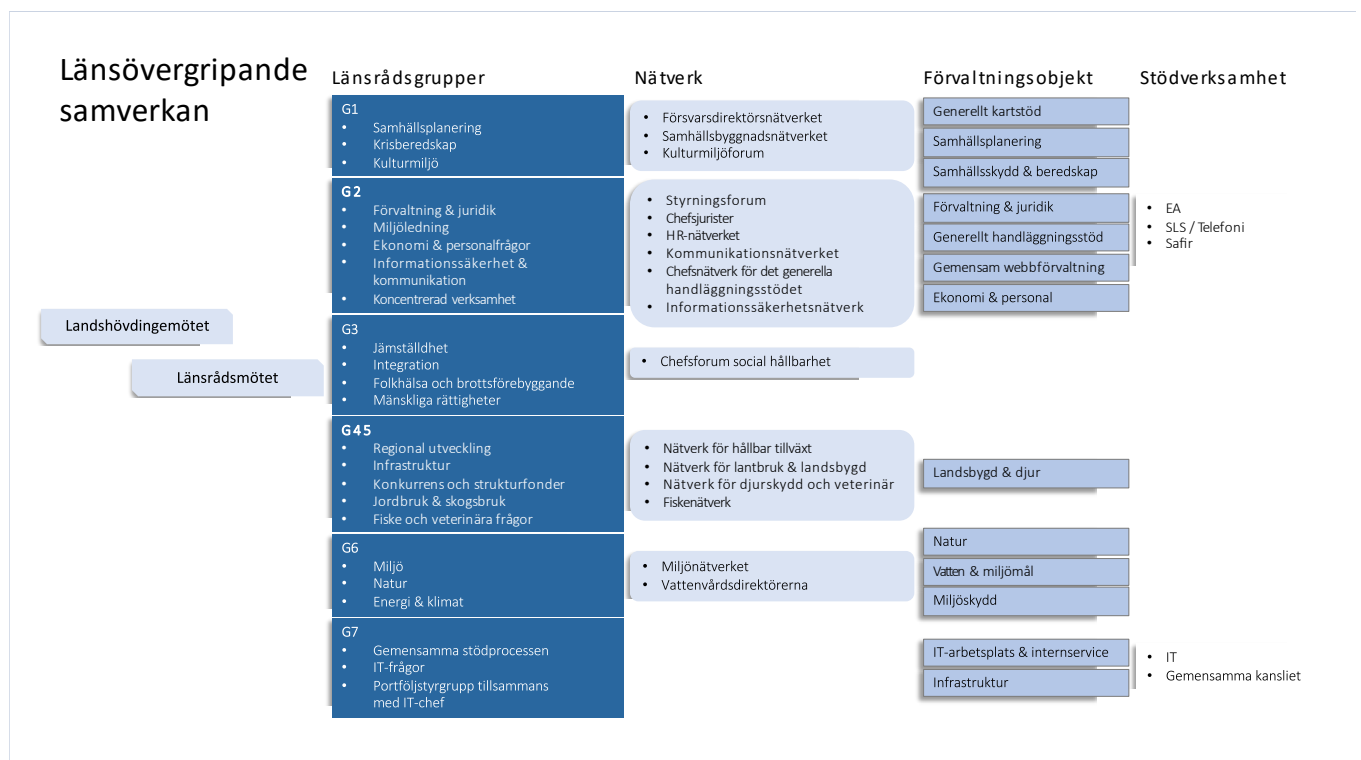 Länsövergripande
samverkan
Länsrådsgrupper
Nätverk
Förvaltningsobjekt
Stödverksamhet
Landshövdingemötet
Länsrådsmötet
G1
• Samhällsplanering
• Krisberedskap
• Kulturmiljö
• Försvarsdirektörsnätverket
• Samhällsbyggnadsnätverket
• Kulturmiljöforum
Generellt kartstöd
Samhällsplanering
Samhällsskydd & beredskap
G2
• Förvaltning & juridik
• Miljöledning
• Ekonomi & personalfrågor
• Informationssäkerhet &
kommunikation
• Koncentrerad verksamhet
• Styrningsforum
• Chefsjurister
• HR-nätverket
• Kommunikationsnätverket
• Chefsnätverk för det generella
handläggningsstödet
• Informationssäkerhetsnätverk
Förvaltning & juridik
Generellt handläggningsstöd
Gemensam webbförvaltning
Ekonomi & personal
• EA
• SLS / Telefoni
• Safir
G3
• Jämställdhet
• Integration
• Folkhälsa och brottsförebyggande
• Mänskliga rättigheter
• Chefsforum social hållbarhet
G45
• Regional utveckling
• Infrastruktur
• Konkurrens och strukturfonder
• Jordbruk & skogsbruk
• Fiske och veterinära frågor
• Nätverk för hållbar tillväxt
• Nätverk för lantbruk & landsbygd
• Nätverk för djurskydd och veterinär
• Fiskenätverk
Landsbygd & djur
G6
• Miljö
• Natur
• Energi & klimat
• Miljönätverket
• Vattenvårdsdirektörerna
Natur
Vatten & miljömål
Miljöskydd
G7
• Gemensamma stödprocessen
• IT-frågor
• Portföljstyrgrupp tillsammans
med IT-chef
IT-arbetsplats & internservice
Infrastruktur
• IT
• Gemensamma kansliet